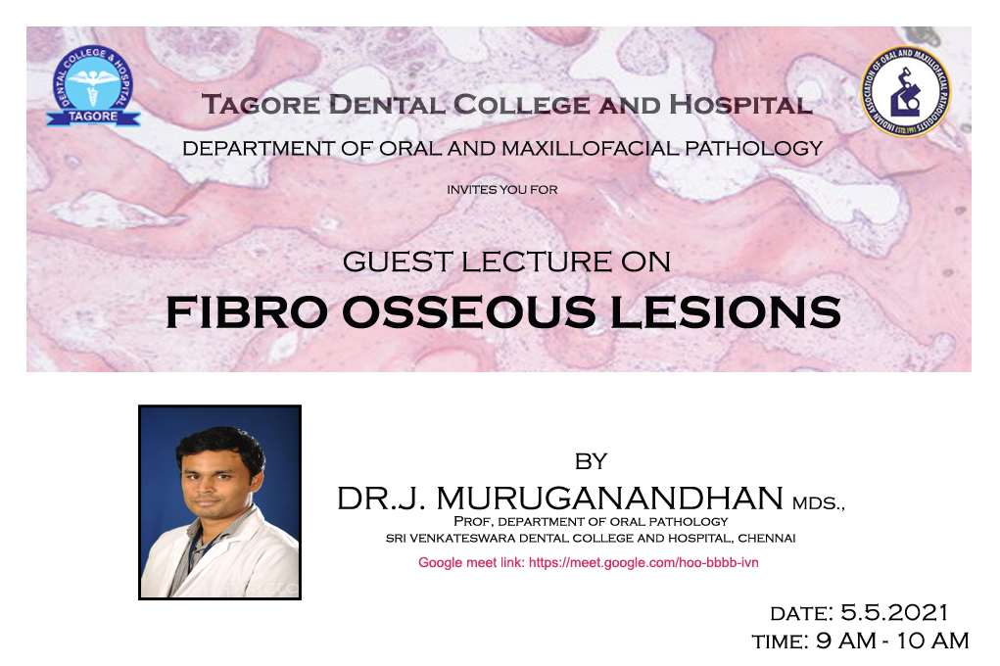 DENTAL COLLEGE & HOSPITAL
TAGORE
INDIAN ASSOCIATION OF ORAL AND MAXILLOFACIAL PATHOLOGISTS
ESTD.1991
TAGORE DENTAL COLLEGE AND HOSPITAL
DEPARTMENT OF ORAL AND MAXILLOFACIAL PATHOLOGY
INVITES YOU FOR
GUEST LECTURE ON
FIBRO OSSEOUS LESIONS
BY
DR.J. MURUGANANDHAN MDS.,
PROF, DEPARTMENT OF ORAL PATHOLOGY
SRI VENKATESWARA DENTAL COLLEGE AND HOSPITAL, CHENNAI
Google meet link: https://meet.google.com/hoo-bbbb-ivn
DATE: 5.5.2021
TIME: 9 AM - 10 AM